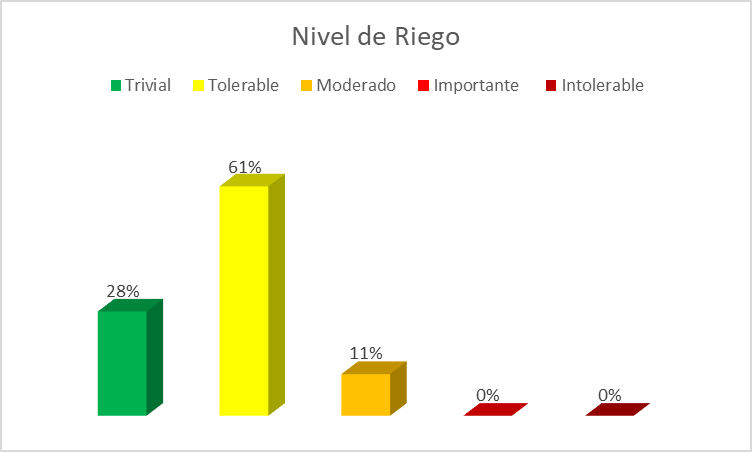 Nivel de Riego
Trivial Tolerable Moderado Importante Intolerable
61%
28%
11%
0% 0%